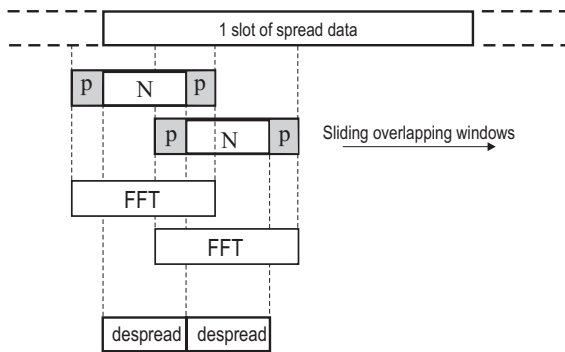 1 slot of spread data
p N p
p N p
Sliding overlapping windows
FFT
FFT
despread despread